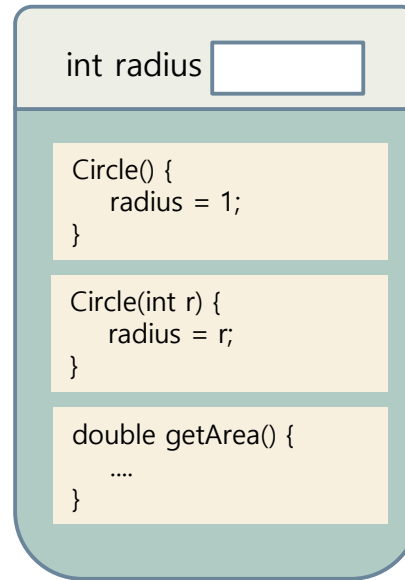 int radius
Circle() {
radius = 1;
}
Circle(int r) {
radius = r;
}
double getArea() {
....
}